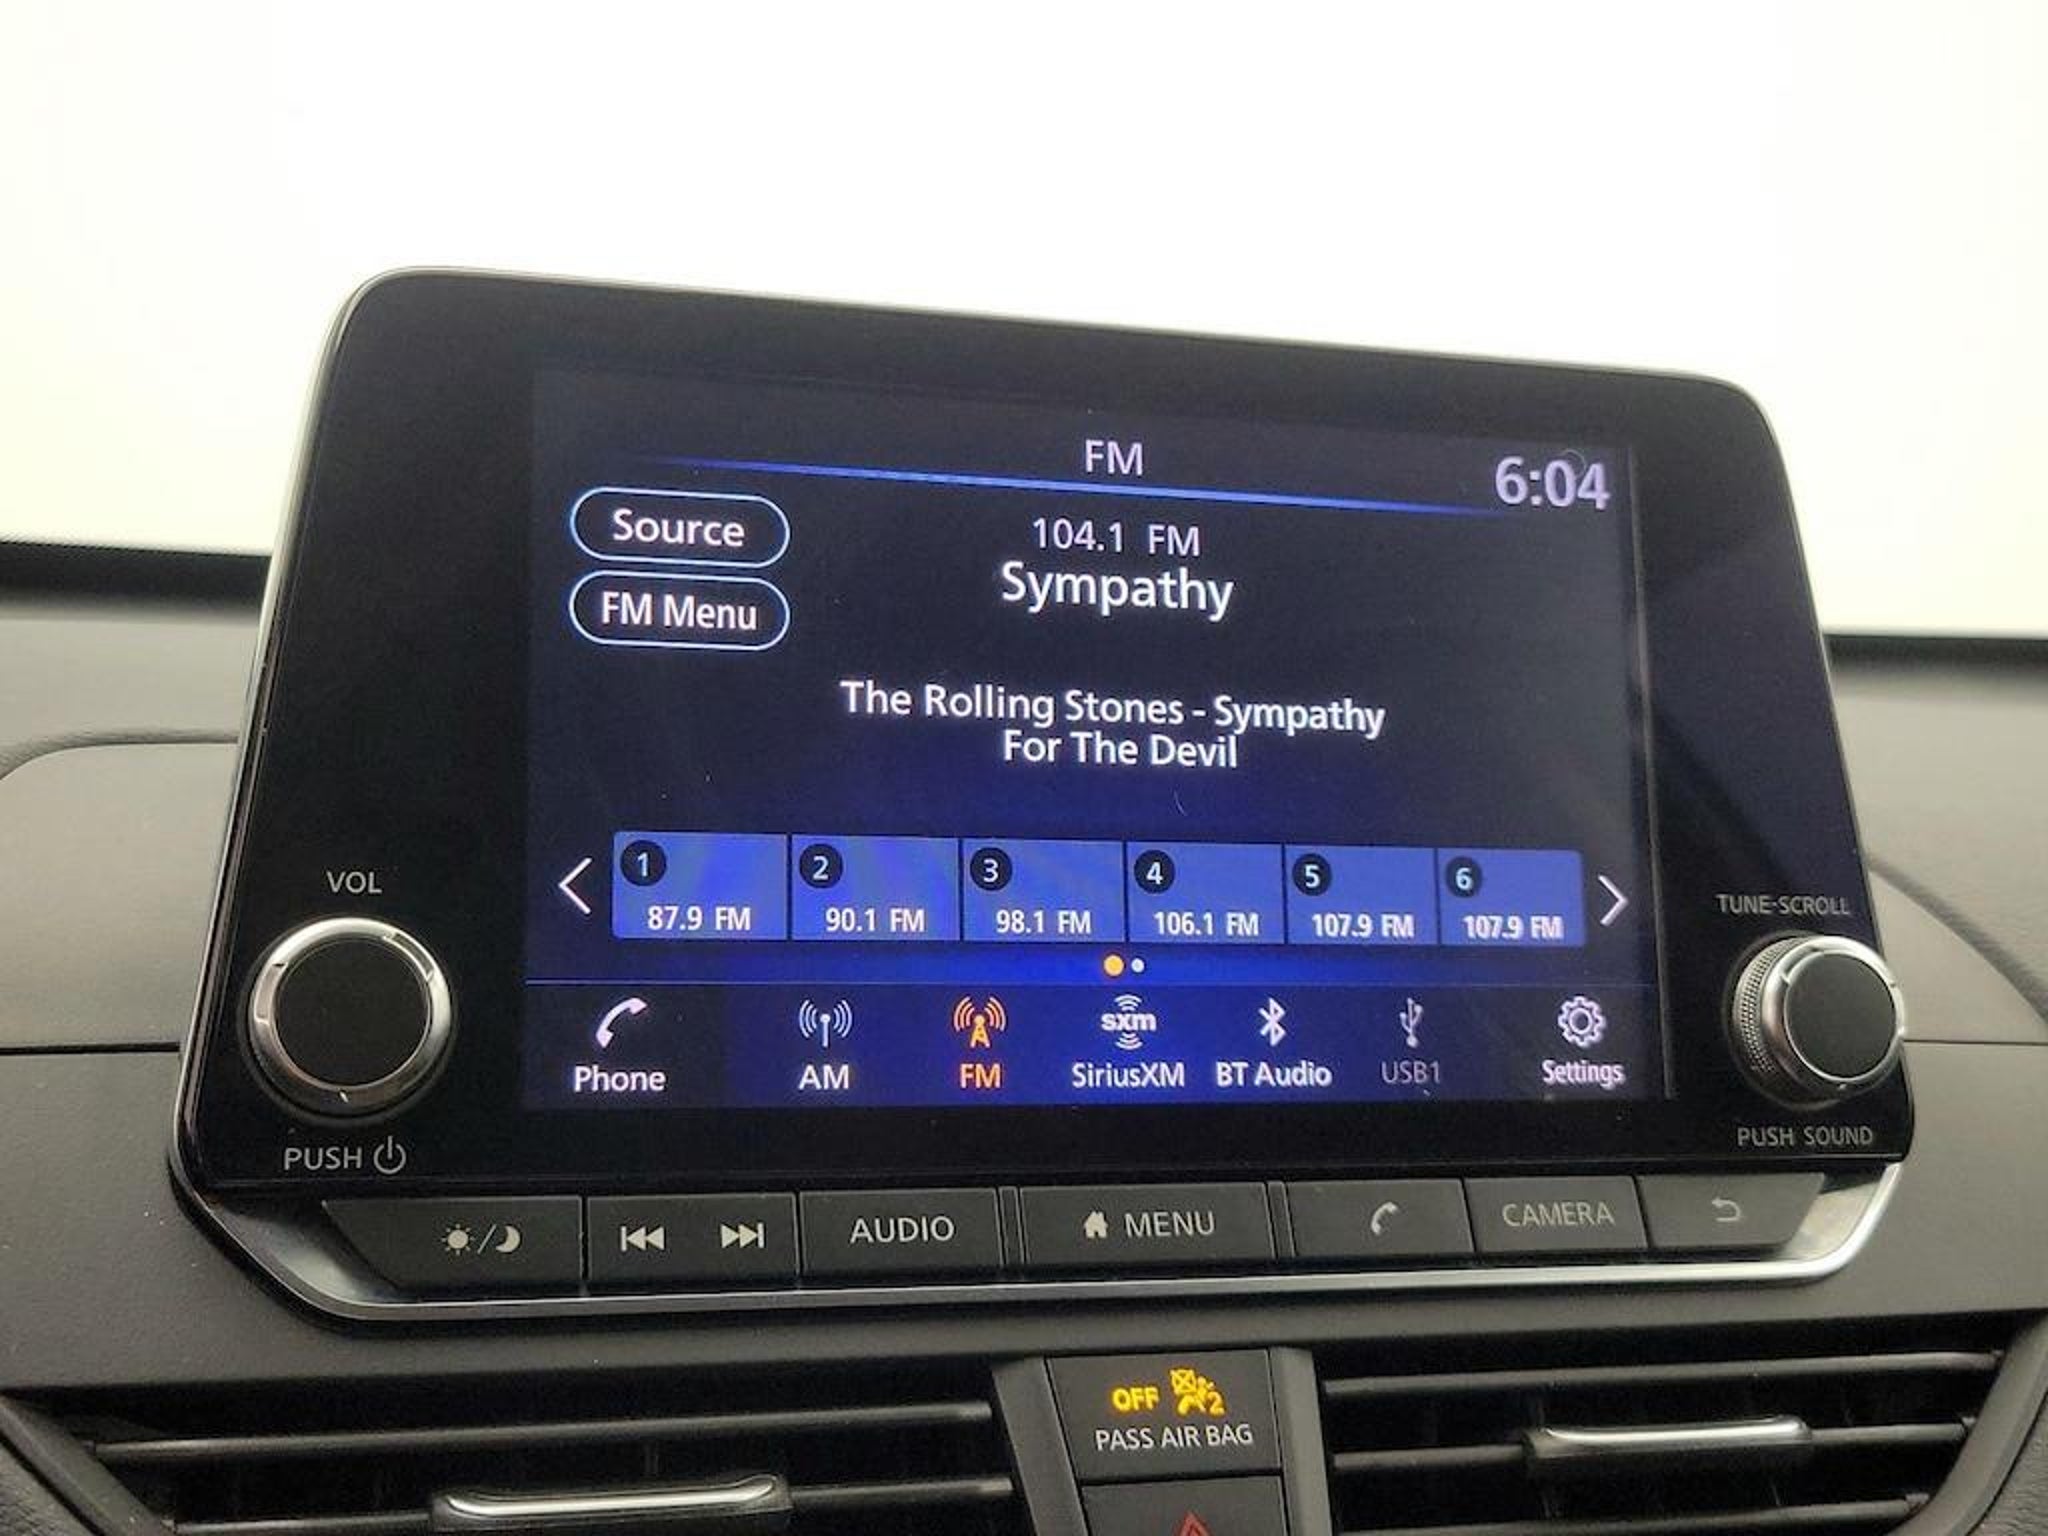 FM
6:04
Source
104.1 FM
Sympathy
FM Menu
The Rolling Stones - Sympathy
For The Devil
1 2 3 4 5 6
87.9 FM 90.1 FM 98.1 FM 106.1 FM 107.9 FM 107.9 FM
VOL
TUNE-SCROLL
sxm
Phone AM FM SiriusXM BT Audio USB1 Settings
PUSH
PUSH SOUND
AUDIO MENU CAMERA
OFF 2
PASS AIR BAG